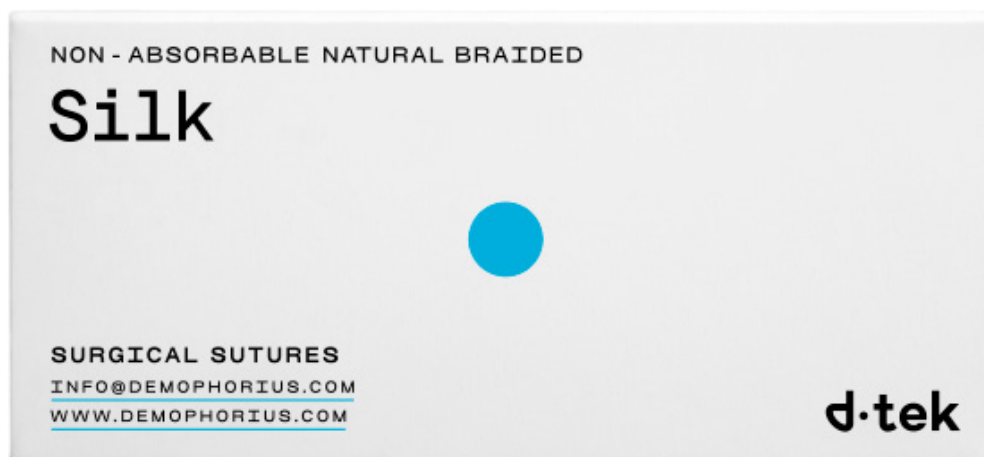 NON - ABSORBABLE NATURAL BRAIDED
Silk
SURGICAL SUTURES
INFO@DEMOPHORIUS.COM
WWW.DEMOPHORIUS.COM
d·tek